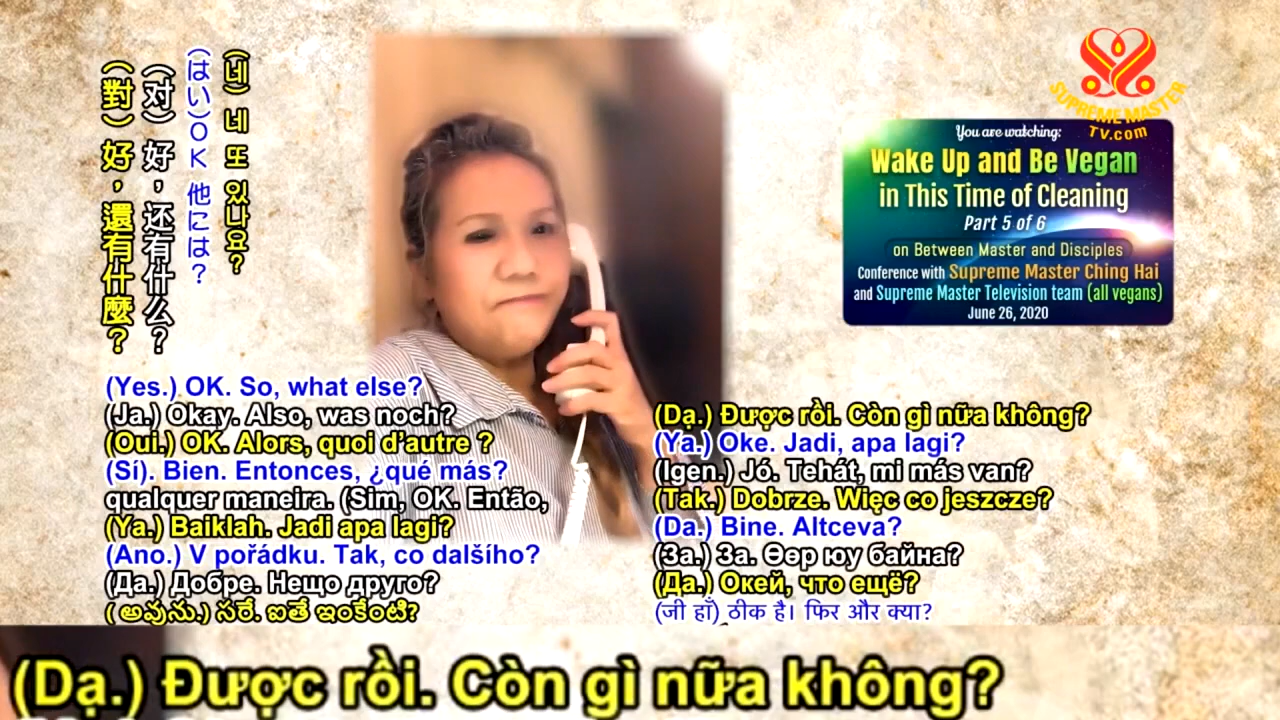 (네) 네 또 있나요?
(はい)OK 他には?
(对)好，还有什么？
(對)好，還有什麼？
SUPREME MASTER
TV.com
You are watching:
Wake Up and Be Vegan
in This Time of Cleaning
Part 5 of 6
on Between Master and Disciples
Conference with Supreme Master Ching Hai
and Supreme Master Television team (all vegans)
June 26, 2020
(Yes.) OK. So, what else?
(Ja.) Okay. Also, was noch?
(Oui.) OK. Alors, quoi d’autre ?
(Sí). Bien. Entonces, ¿qué más?
qualquer maneira. (Sim, OK. Então,
(Ya.) Baiklah. Jadi apa lagi?
(Ano.) V pořádku. Tak, co dalšího?
(Да.) Добре. Нещо друго?
( అవును.) సరే. ఐతే ఇంకేంటి?
(Dạ.) Được rồi. Còn gì nữa không?
(Ya.) Oke. Jadi, apa lagi?
(Igen.) Jó. Tehát, mi más van?
(Tak.) Dobrze. Więc co jeszcze?
(Da.) Bine. Altceva?
(За.) За. Өөр юу байна?
(Да.) Окей, что ещё?
(जी हाँ) ठीक है। फिर और क्या?
(Dạ.) Được rồi. Còn gì nữa không?